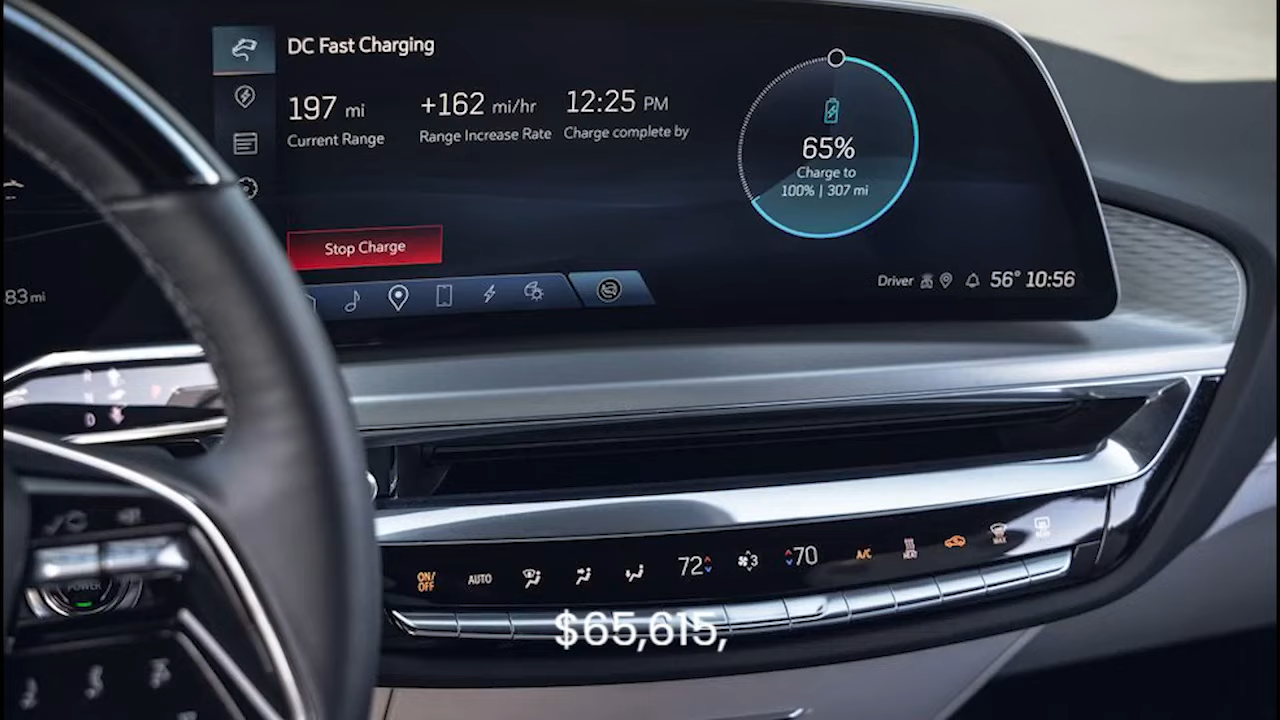 DC Fast Charging
197 mi
Current Range
+162 mi/hr
Range Increase Rate
12:25 PM
Charge complete by
65%
Charge to
100% | 307 mi
Stop Charge
Driver
56° 10:56
83 mi
ON/
OFF
AUTO
72
3
70
A/C
HEAT
MAX
POWER
D
$65,615,